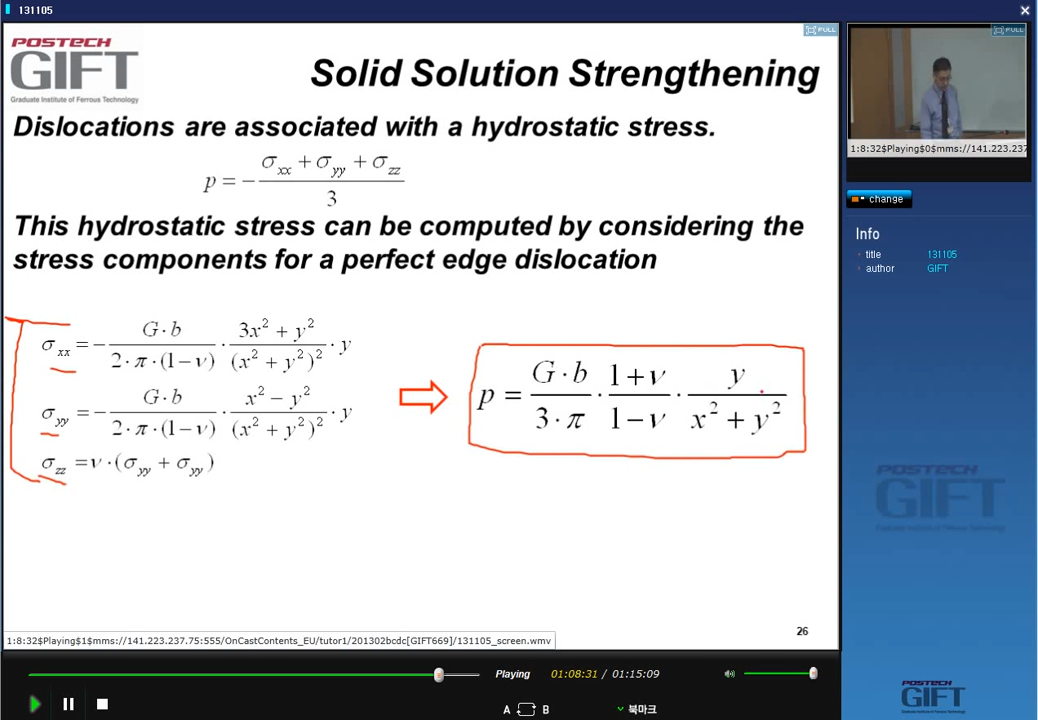 131105
POSTECH
GIFT
Graduate Institute of Ferrous Technology
Solid Solution Strengthening
Dislocations are associated with a hydrostatic stress.
p = − (σxx + σyy + σzz) / 3
This hydrostatic stress can be computed by considering the
stress components for a perfect edge dislocation
σxx = − G·b / 2·π·(1−ν) · 3x² + y² / (x² + y²)² · y
σyy = − G·b / 2·π·(1−ν) · x² − y² / (x² + y²)² · y
σzz = ν·(σyy + σyy)
p = G·b / 3·π · 1+ν / 1−ν · y / x² + y²
26
1:8:32$Playing$1$mms://141.223.237.75:555/OnCastContents_EU/tutor1/201302bcdc[GIFT669]/131105_screen.wmv
Playing
01:08:31 / 01:15:09
A B
북마크
FULL
FULL
1:8:32$Playing$0$mms://141.223.237
change
Info
title 131105
author GIFT
GIFT
POSTECH
GIFT